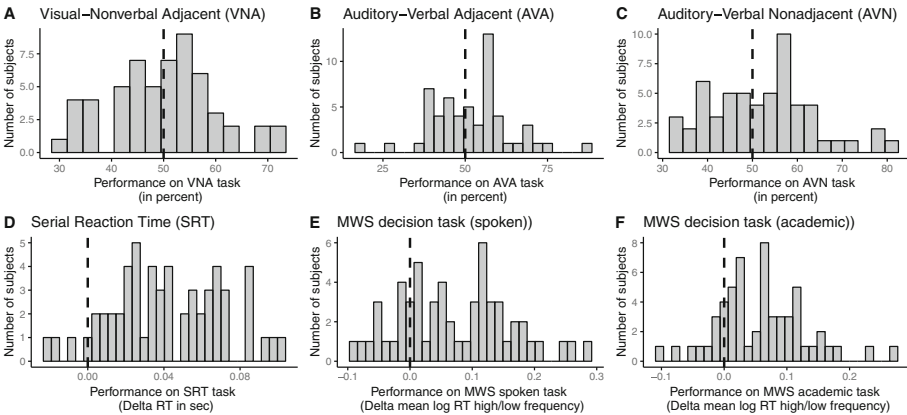 A Visual−Nonverbal Adjacent (VNA)
Number of subjects
7.5
5.0
2.5
0.0
30 40 50 60 70
Performance on VNA task
(in percent)
B Auditory−Verbal Adjacent (AVA)
Number of subjects
10
5
0
25 50 75
Performance on AVA task
(in percent)
C Auditory−Verbal Nonadjacent (AVN)
Number of subjects
10.0
7.5
5.0
2.5
0.0
40 50 60 70 80
Performance on AVN task
(in percent)
D Serial Reaction Time (SRT)
Number of subjects
5
4
3
2
1
0
0.00 0.04 0.08
Performance on SRT task
(Delta RT in sec)
E MWS decision task (spoken))
Number of subjects
6
4
2
0
−0.1 0.0 0.1 0.2 0.3
Performance on MWS spoken task
(Delta mean log RT high/low frequency)
F MWS decision task (academic))
Number of subjects
8
6
4
2
0
−0.1 0.0 0.1 0.2
Performance on MWS academic task
(Delta mean log RT high/low frequency)